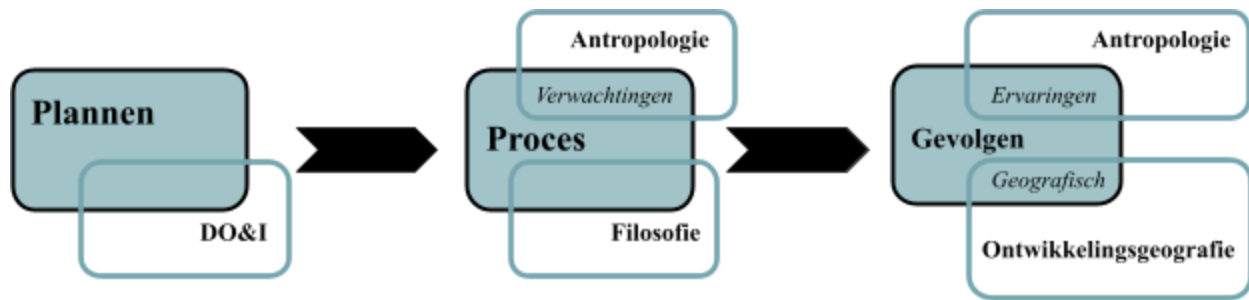 Plannen
DO&I
Antropologie
Verwachtingen
Proces
Filosofie
Antropologie
Ervaringen
Gevolgen
Geografisch
Ontwikkelingsgeografie